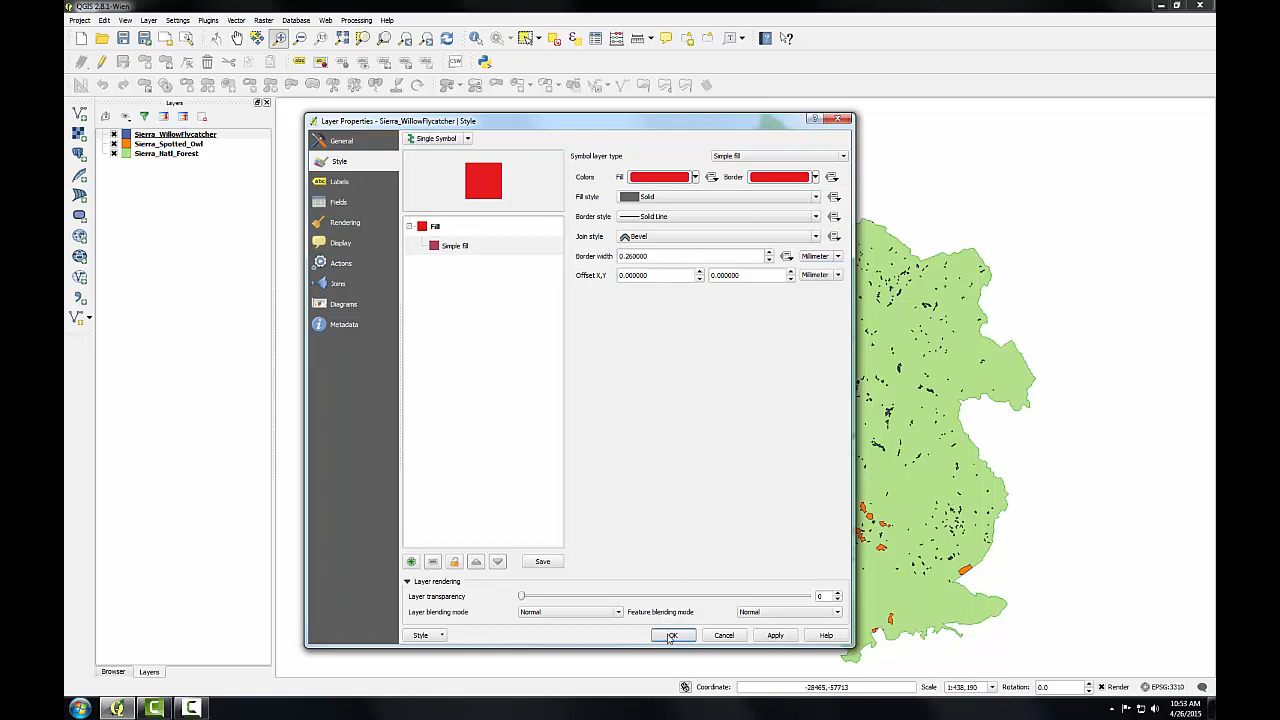 QGIS 2.8.1-Wien
Project Edit View Layer Settings Plugins Vector Raster Database Web Processing Help
Layers
Sierra_WillowFlycatcher
Sierra_Spotted_Owl
Sierra_Natl_Forest
Layer Properties - Sierra_WillowFlycatcher | Style
General
Style
Labels
Fields
Rendering
Display
Actions
Joins
Diagrams
Metadata
Single Symbol
Fill
Simple fill
Save
Symbol layer type Simple fill
Colors Fill Border
Fill style Solid
Border style Solid Line
Join style Bevel
Border width 0.260000 Millimeter
Offset X,Y 0.000000 0.000000 Millimeter
Layer rendering
Layer transparency 0
Layer blending mode Normal Feature blending mode Normal
Style OK Cancel Apply Help
Browser Layers
Coordinate: -28465,-57713 Scale 1:438,190 Rotation: 0.0 Render EPSG:3310
10:53 AM
4/26/2015